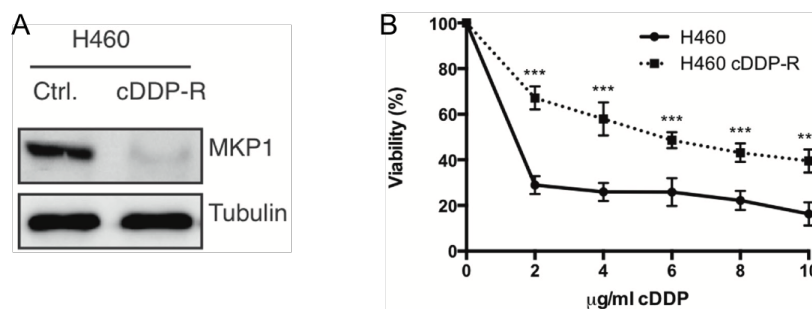 A
H460
Ctrl. cDDP-R
MKP1
Tubulin
B
Viability (%)
100
80
60
40
20
0
H460
H460 cDDP-R
***
***
***
***
**
0 2 4 6 8 10
μg/ml cDDP